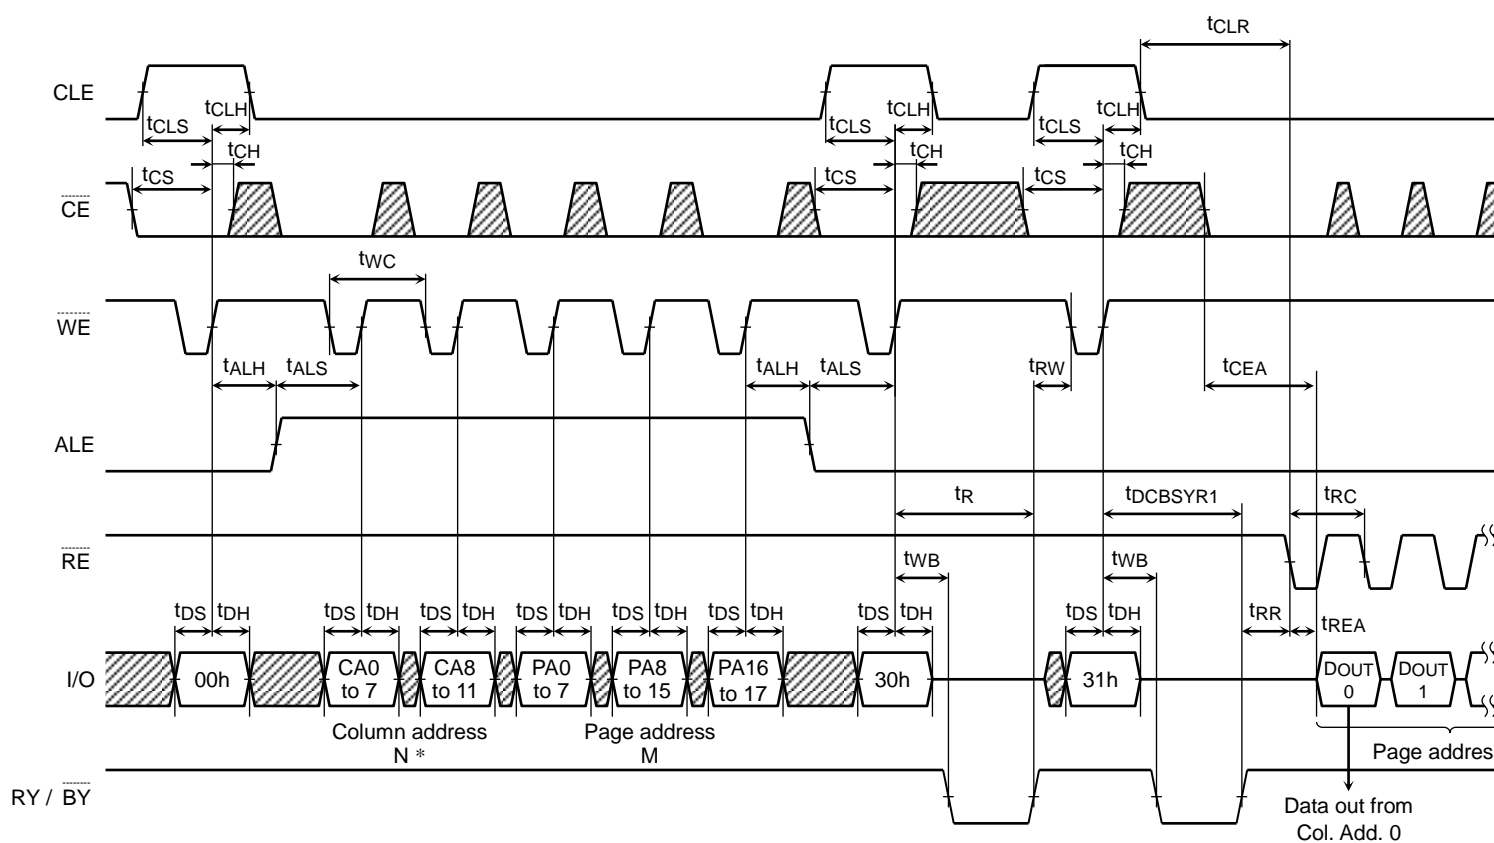 tCLR
CLE
tCLS tCLH tCLS tCLH tCLS tCLH
tCH tCH tCH
tCS tCS tCS
CE
tWC
WE
tALH tALS tALH tALS tRW tCEA
ALE
tR tDCBSYR1 tRC
RE
tWB tWB
tDS tDH tDS tDH tDS tDH tDS tDH tDS tDH tDS tDH tDS tDH tDS tDH tRR tREA
I/O 00h CA0 to 7 CA8 to 11 PA0 to 7 PA8 to 15 PA16 to 17 30h 31h DOUT 0 DOUT 1
Column address N * Page address M
Page addres
RY / BY
Data out from
Col. Add. 0